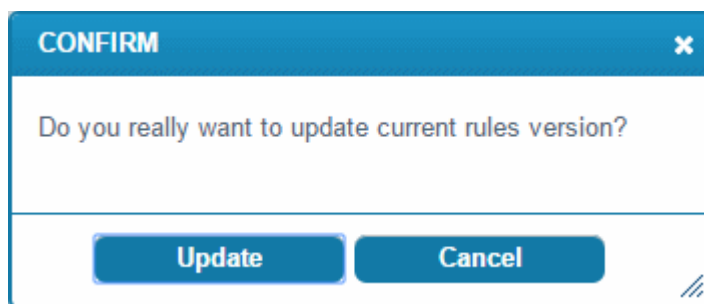 CONFIRM
Do you really want to update current rules version?
Update
Cancel